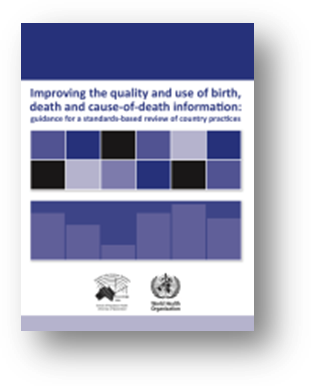 Improving the quality and use of birth,
death and cause-of-death information:
guidance for a standards-based review of country practices
World Health
Organization